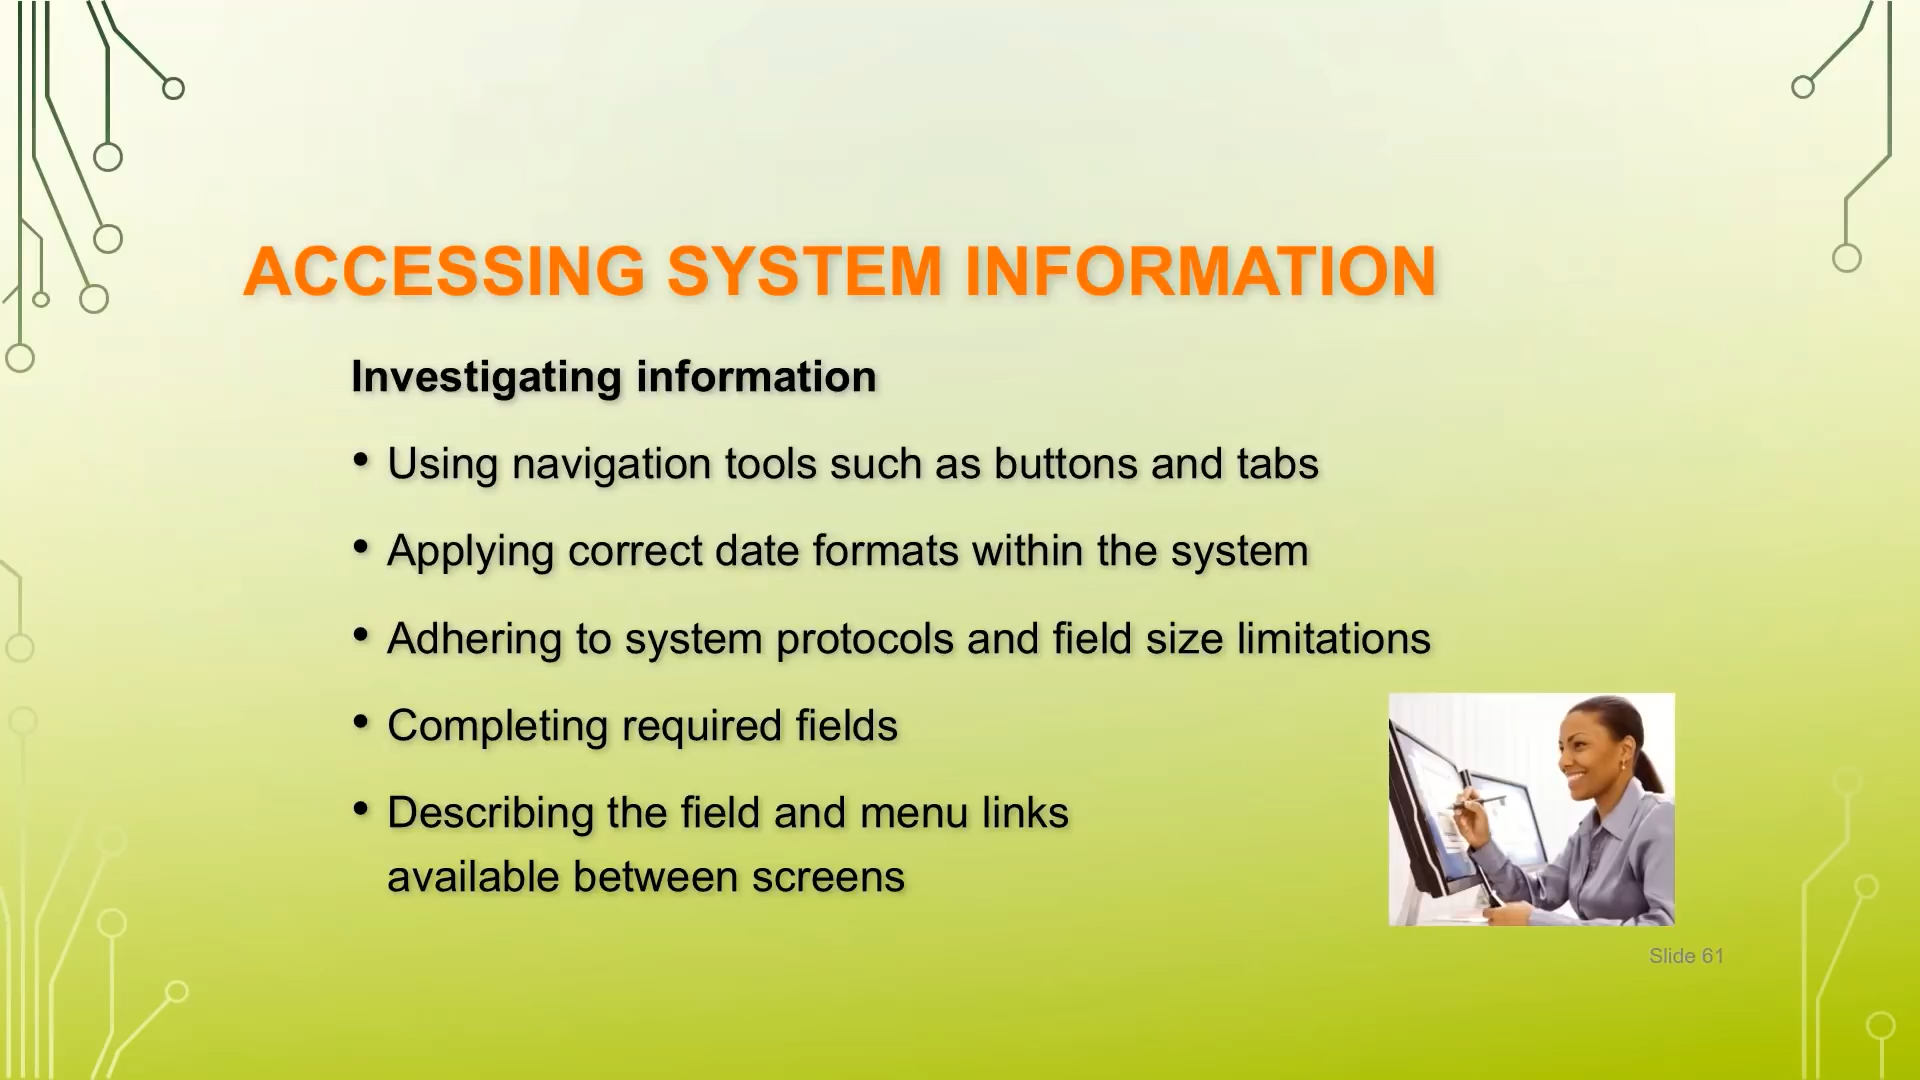 ACCESSING SYSTEM INFORMATION
Investigating information
• Using navigation tools such as buttons and tabs
• Applying correct date formats within the system
• Adhering to system protocols and field size limitations
• Completing required fields
• Describing the field and menu links
available between screens
Slide 61